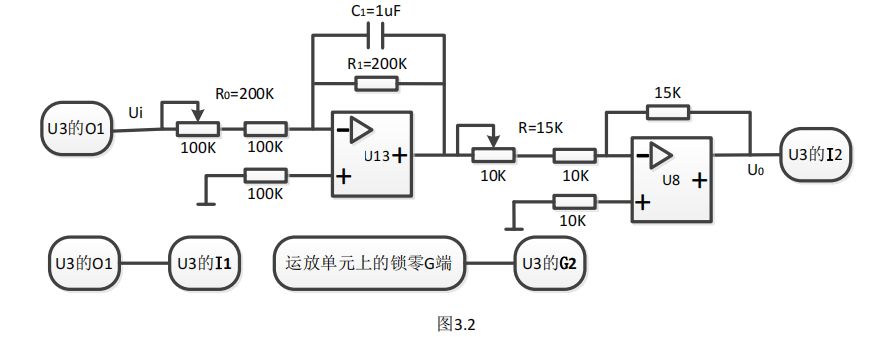 C1=1uF
R1=200K
R0=200K
15K
U3的O1
Ui
100K
100K
U13
R=15K
10K
10K
U8
Uo
U3的I2
100K
10K
U3的O1
U3的I1
运放单元上的锁零G端
U3的G2
图3.2